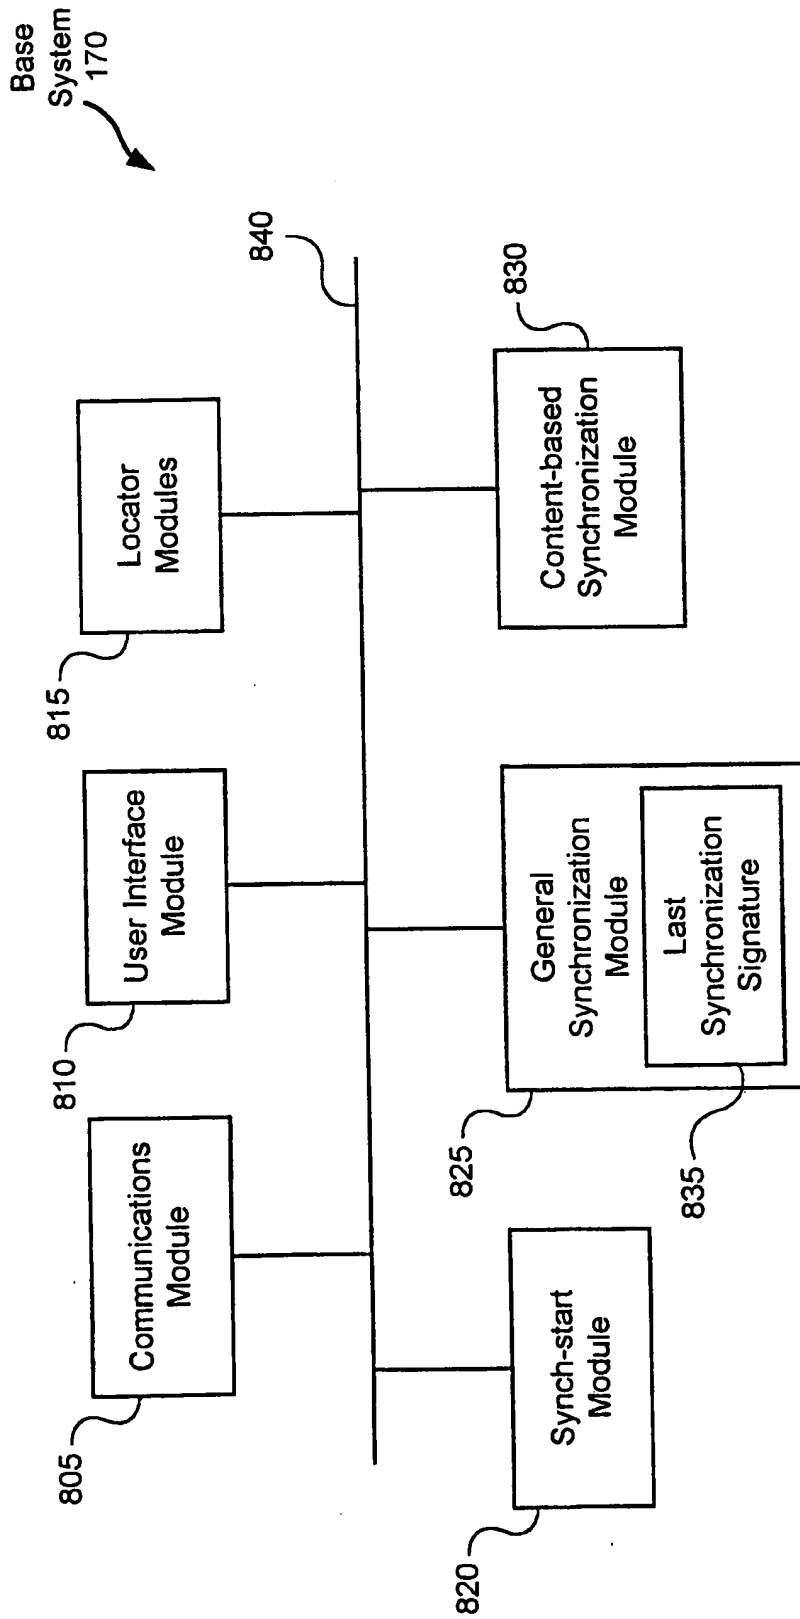 Base
System
170
840
805
Communications
Module
810
User Interface
Module
815
Locator
Modules
820
Synch-start
Module
825
General
Synchronization
Module
835
Last
Synchronization
Signature
830
Content-based
Synchronization
Module